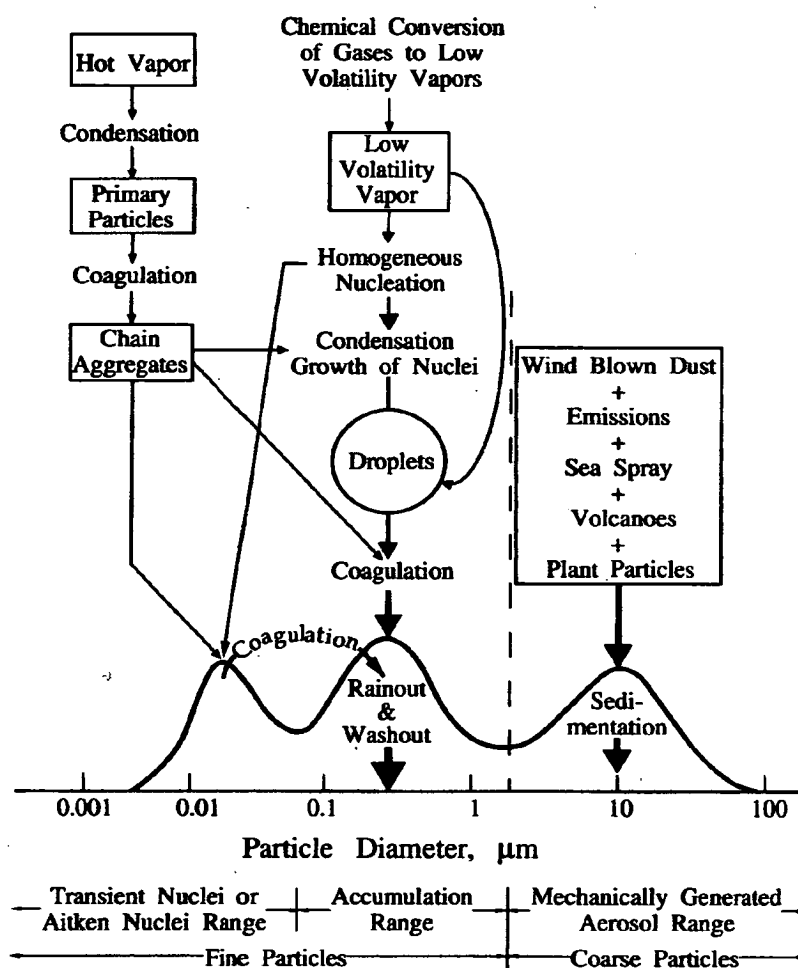 Hot Vapor
Condensation
Primary
Particles
Coagulation
Chain
Aggregates
Chemical Conversion
of Gases to Low
Volatility Vapors
Low
Volatility
Vapor
Homogeneous
Nucleation
Condensation
Growth of Nuclei
Droplets
Coagulation
Wind Blown Dust
+
Emissions
+
Sea Spray
+
Volcanoes
+
Plant Particles
Coagulation
Rainout
&
Washout
Sedi-
mentation
0.001 0.01 0.1 1 10 100
Particle Diameter, µm
Transient Nuclei or
Aitken Nuclei Range
Accumulation
Range
Mechanically Generated
Aerosol Range
Fine Particles
Coarse Particles